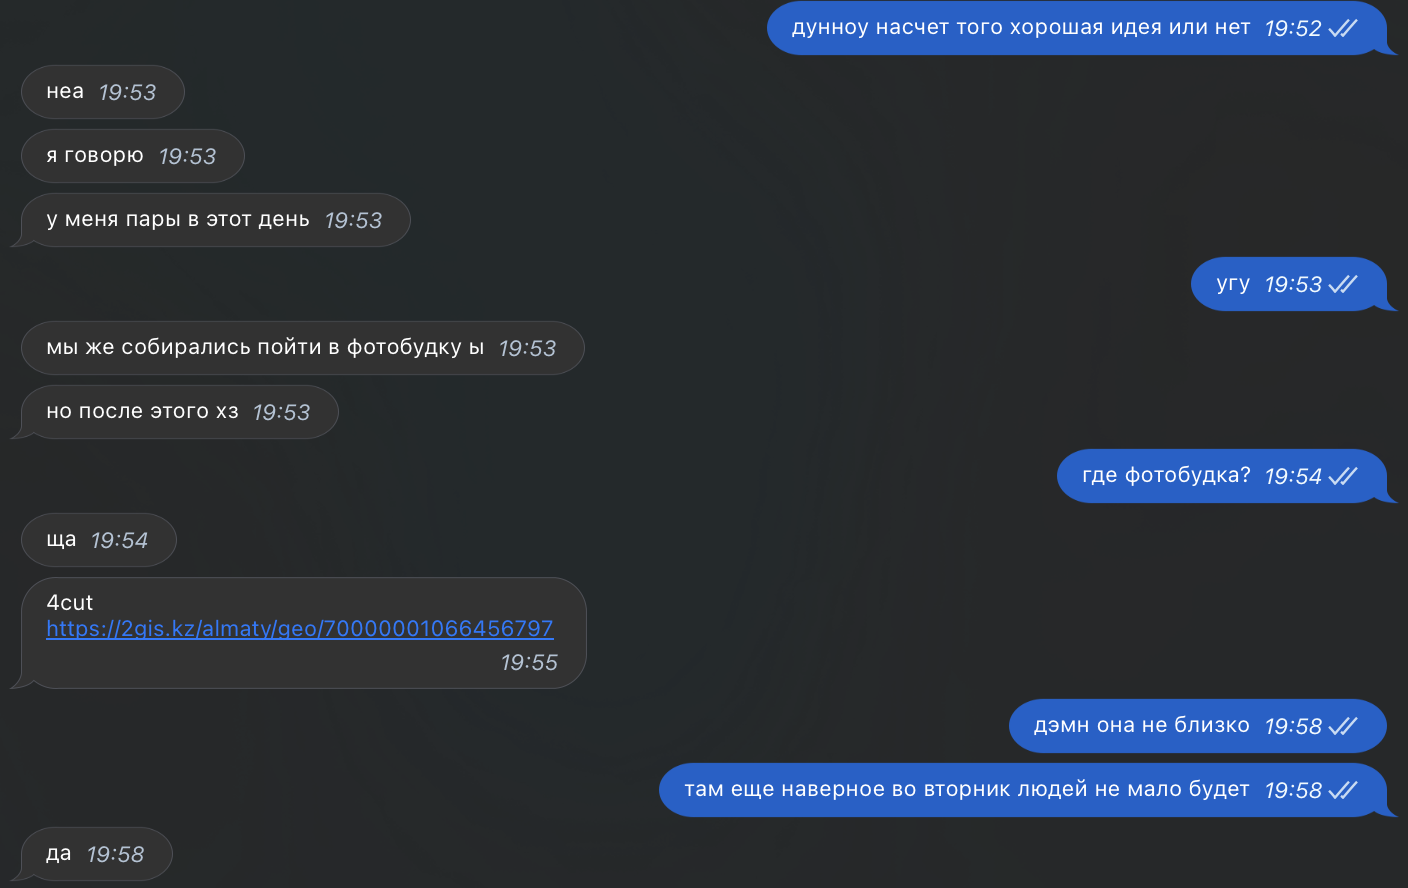 дунноу насчет того хорошая идея или нет 19:52
неа 19:53
я говорю 19:53
у меня пары в этот день 19:53
угу 19:53
мы же собирались пойти в фотобудку ы 19:53
но после этого хз 19:53
где фотобудка? 19:54
ща 19:54
4cut
https://2gis.kz/almaty/geo/70000001066456797
19:55
дэмн она не близко 19:58
там еще наверное во вторник людей не мало будет 19:58
да 19:58